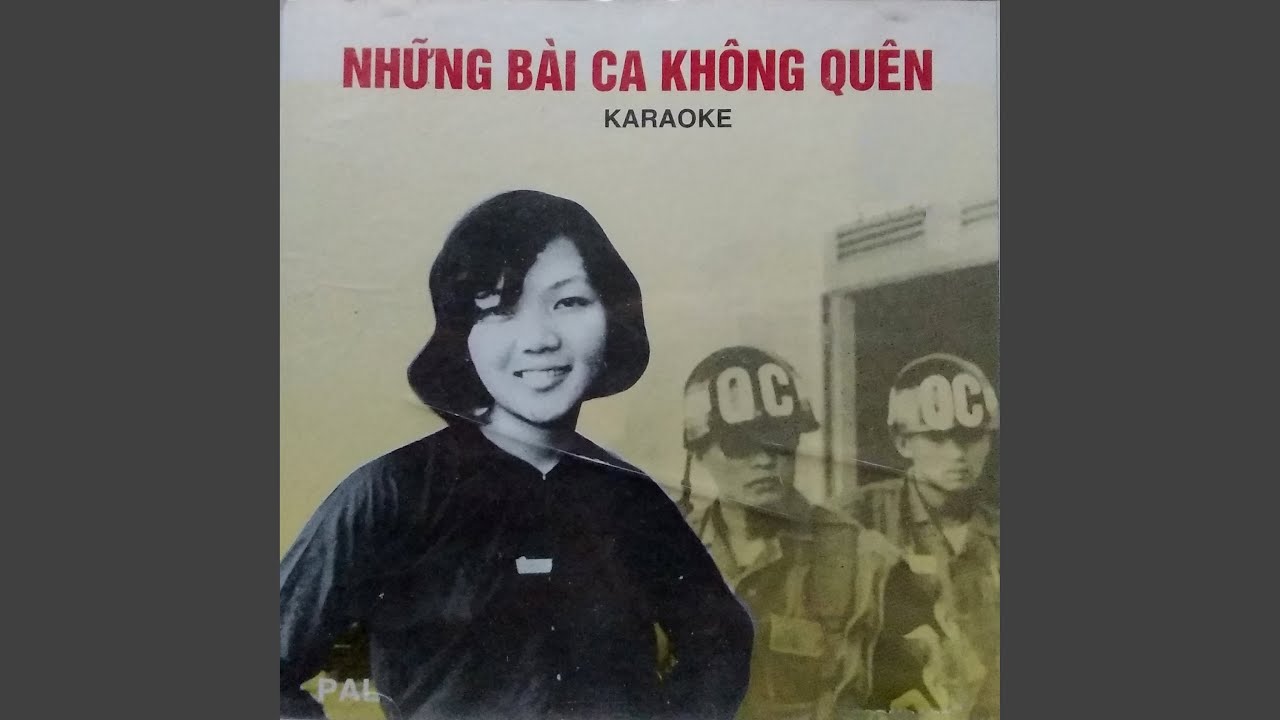 NHỮNG BÀI CA KHÔNG QUÊN
KARAOKE
QC
QC
PAL